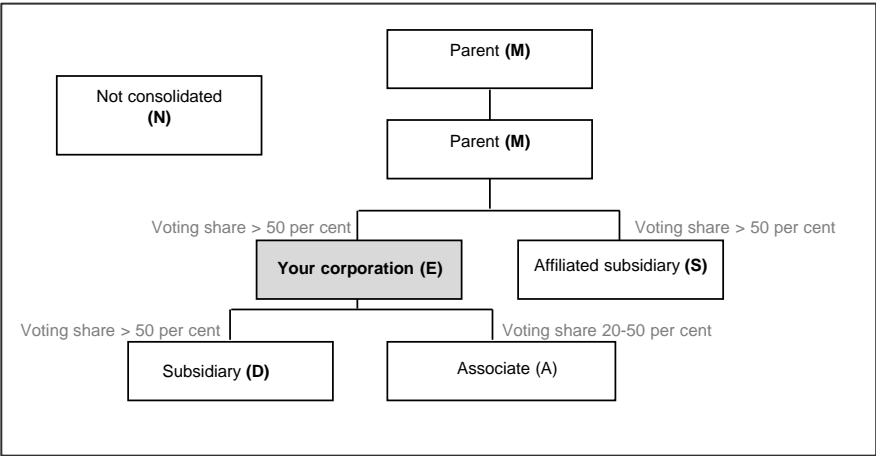 Parent (M)
Not consolidated
(N)
Parent (M)
Voting share > 50 per cent
Voting share > 50 per cent
Your corporation (E)
Affiliated subsidiary (S)
Voting share > 50 per cent
Voting share 20-50 per cent
Subsidiary (D)
Associate (A)